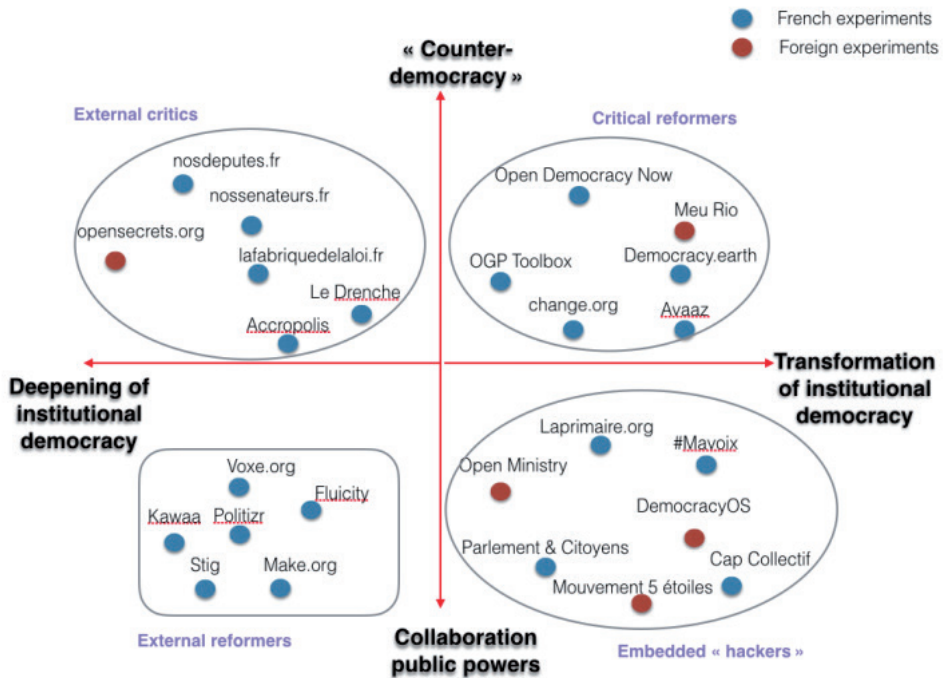 French experiments
Foreign experiments
« Counter-
democracy »
External critics
Critical reformers
nosdeputes.fr
nossenateurs.fr
opensecrets.org
lafabriquedelaloi.fr
Le Drenche
Accropolis
Open Democracy Now
Meu Rio
OGP Toolbox
Democracy.earth
change.org
Avaaz
Deepening of
institutional
democracy
Transformation
of institutional
democracy
Voxe.org
Fluicity
Kawaa
Politizr
Stig
Make.org
External reformers
Laprimaire.org
#Mavoix
Open Ministry
DemocracyOS
Parlement & Citoyens
Cap Collectif
Mouvement 5 étoiles
Collaboration
public powers
Embedded « hackers »